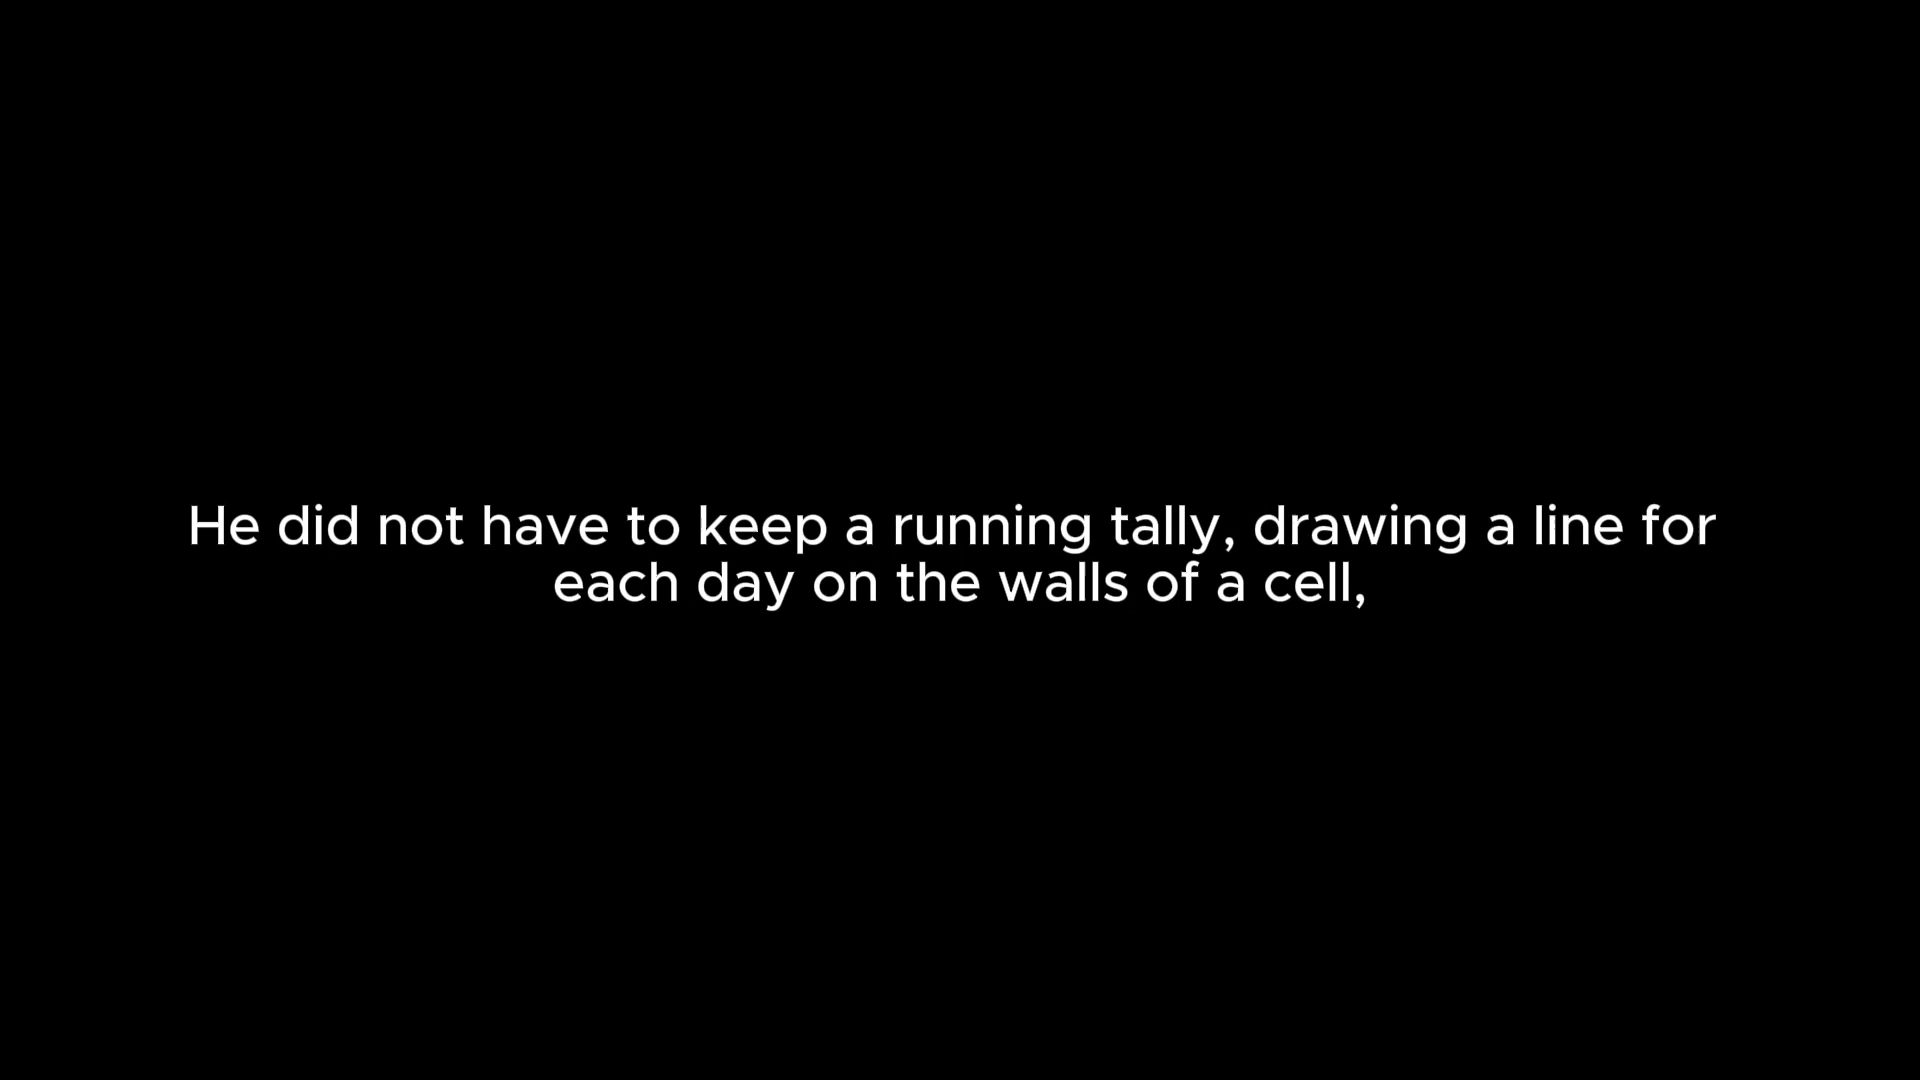 He did not have to keep a running tally, drawing a line for
each day on the walls of a cell,